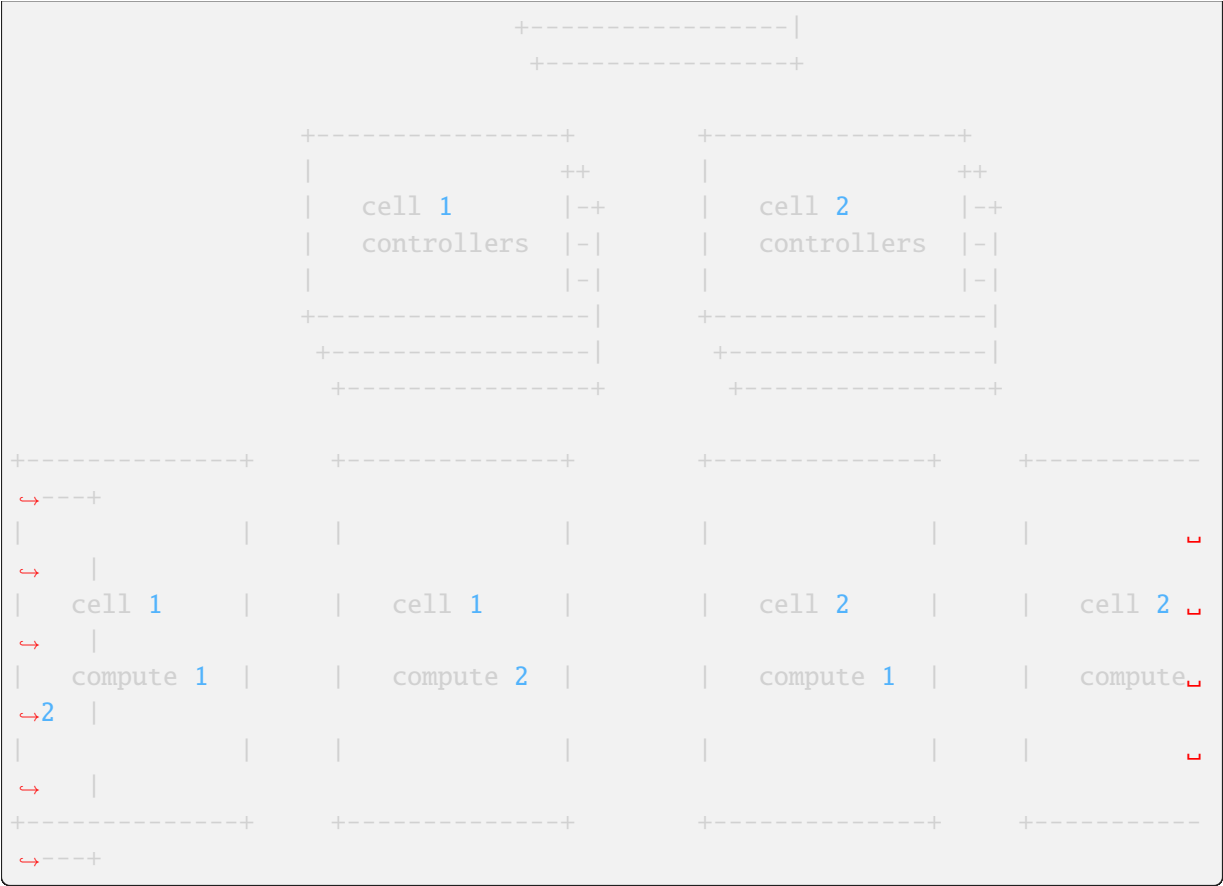 +-----------------|
                                  +----------------+

                   +----------------+        +----------------+
                   |                ++       |                ++
                   |   cell 1       |-+      |   cell 2       |-+
                   |   controllers  |-|      |   controllers  |-|
                   |                |-|      |                |-|
                   +------------------|      +------------------|
                    +-----------------|       +-----------------|
                     +----------------+        +----------------+

+--------------+     +--------------+        +--------------+     +-----------
↪---+
|              |     |              |        |              |     |          ␣
↪   |
|   cell 1     |     |   cell 1     |        |   cell 2     |     |   cell 2 ␣
↪   |
|   compute 1  |     |   compute 2  |        |   compute 1  |     |   compute␣
↪2  |
|              |     |              |        |              |     |          ␣
↪   |
+--------------+     +--------------+        +--------------+     +-----------
↪---+